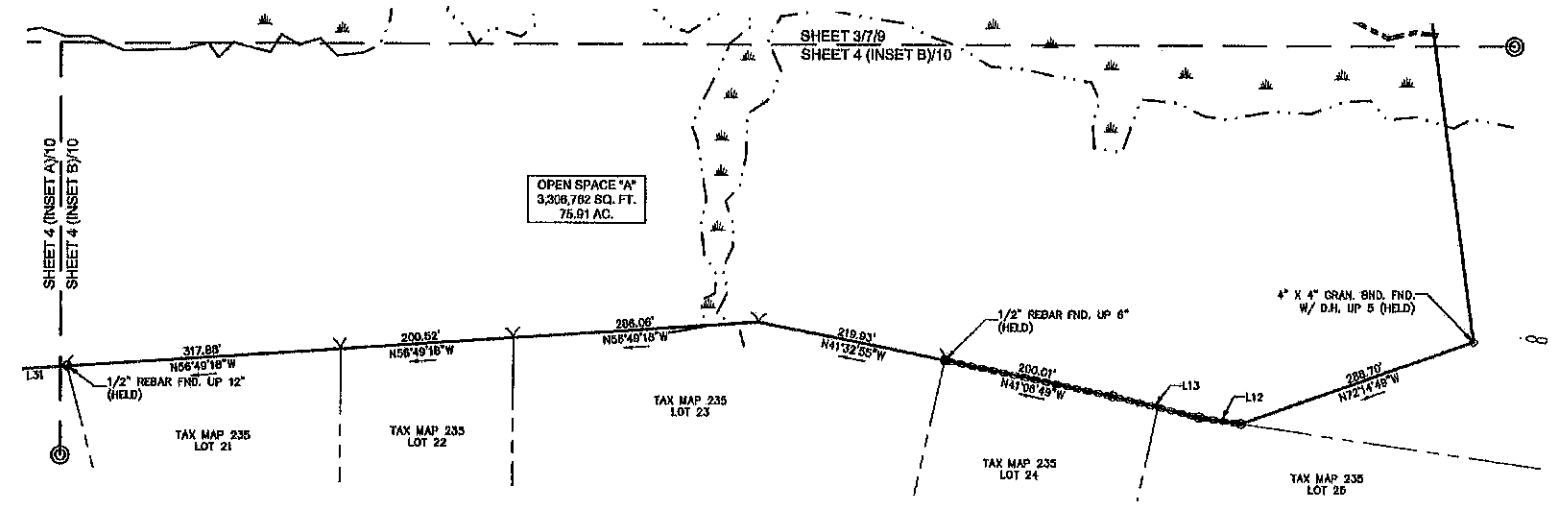 SHEET 3/7/9
SHEET 4 (INSET B)/10
SHEET 4 (INSET A)/10
SHEET 4 (INSET B)/10
OPEN SPACE "A"
3,306,762 SQ. FT.
75.91 AC.
4" X 4" GRAN. BND. FND.
W/ D.H. UP 5 (HELD)
1/2" REBAR FND. UP 6"
(HELD)
L31
317.88'
N56°49'18"W
200.52'
N56°49'18"W
286.06'
N56°49'18"W
219.93'
N41°32'55"W
200.01'
N41°06'49"W
L13
L12
288.70'
N72°14'49"W
1/2" REBAR FND. UP 12"
(HELD)
TAX MAP 235
LOT 21
TAX MAP 235
LOT 22
TAX MAP 235
LOT 23
TAX MAP 235
LOT 24
TAX MAP 235
LOT 25